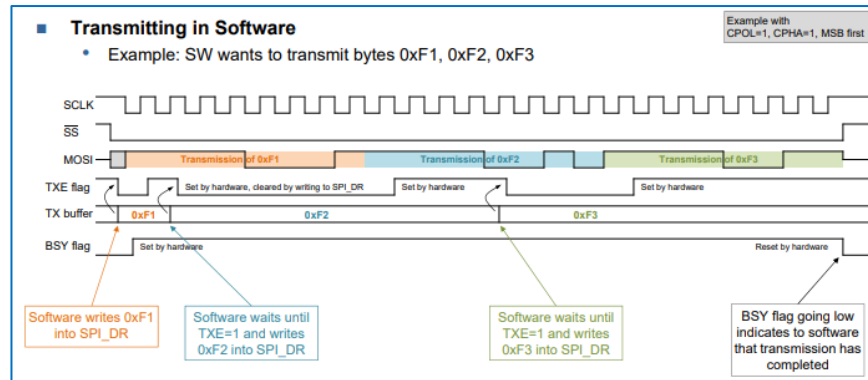 Transmitting in Software
Example with
CPOL=1, CPHA=1, MSB first
Example: SW wants to transmit bytes 0xF1, 0xF2, 0xF3
SCLK
SS
MOSI
Transmission of 0xF1
Transmission of 0xF2
Transmission of 0xF3
TXE flag
Set by hardware, cleared by writing to SPI_DR
Set by hardware
Set by hardware
TX buffer
0xF1
0xF2
0xF3
BSY flag
Set by hardware
Reset by hardware
Software writes 0xF1
into SPI_DR
Software waits until
TXE=1 and writes
0xF2 into SPI_DR
Software waits until
TXE=1 and writes
0xF3 into SPI_DR
BSY flag going low
indicates to software
that transmission has
completed